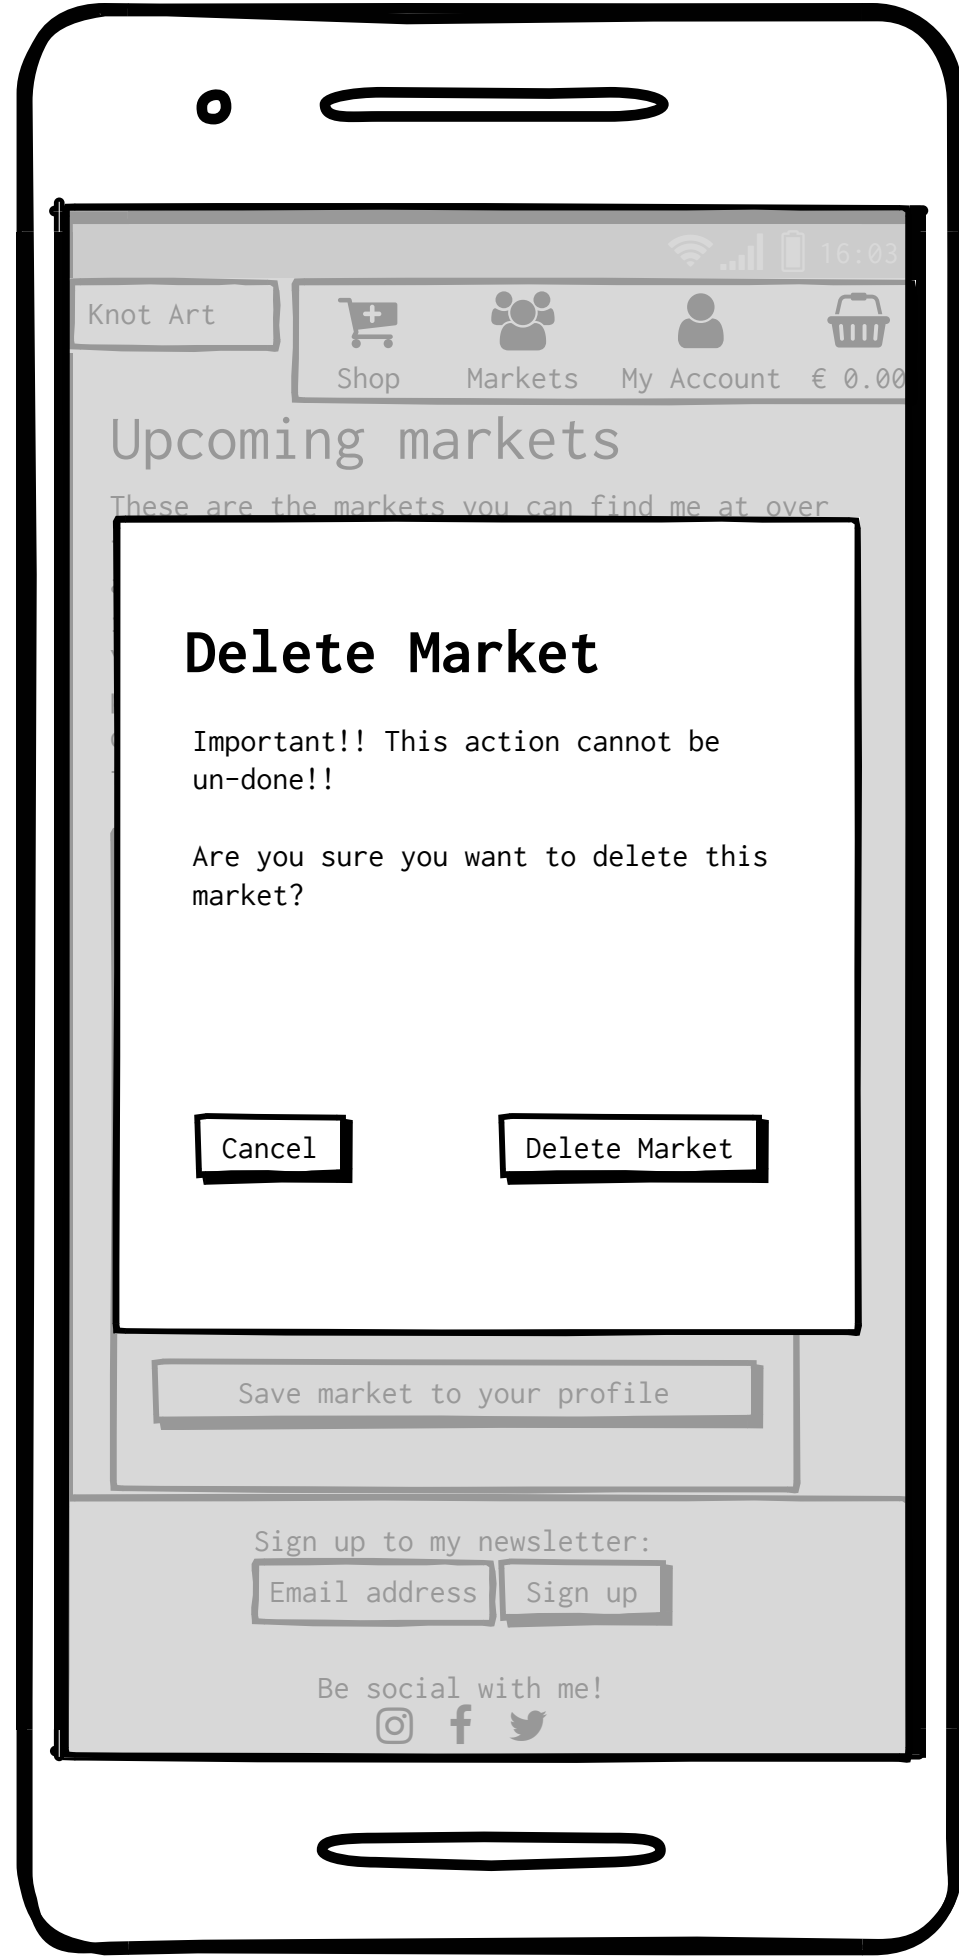 16:03
Knot Art
Shop Markets My Account € 0.00
Upcoming markets
These are the markets you can find me at over
Delete Market
Important!! This action cannot be
un-done!!
Are you sure you want to delete this
market?
Cancel Delete Market
Save market to your profile
Sign up to my newsletter:
Email address Sign up
Be social with me!